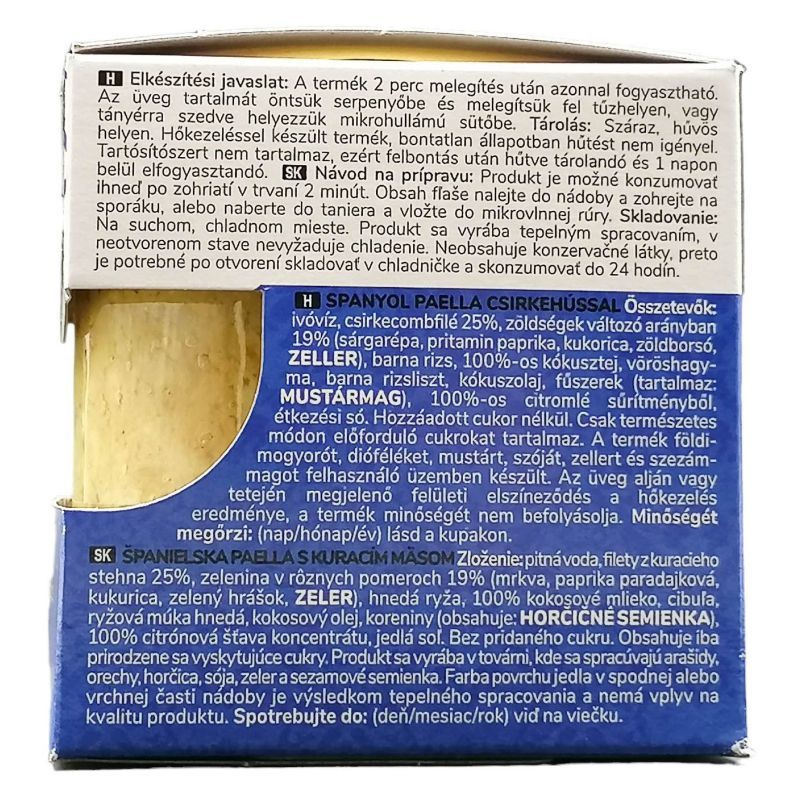 H Elkészítési javaslat: A termék 2 perc melegítés után azonnal fogyasztható.
Az üveg tartalmát öntsük serpenyőbe és melegítsük fel tűzhelyen, vagy
tányérra szedve helyezzük mikrohullámú sütőbe. Tárolás: Száraz, hűvös
helyen. Hőkezeléssel készült termék, bontatlan állapotban hűtést nem igényel.
Tartósítószert nem tartalmaz, ezért felbontás után hűtve tárolandó és 1 napon
belül elfogyasztandó. SK Návod na prípravu: Produkt je možné konzumovať
ihneď po zohriatí v trvaní 2 minút. Obsah fľaše nalejte do nádoby a zohrejte na
sporáku, alebo naberte do taniera a vložte do mikrovlnnej rúry. Skladovanie:
Na suchom, chladnom mieste. Produkt sa vyrába tepelným spracovaním, v
neotvorenom stave nevyžaduje chladenie. Neobsahuje konzervačné látky, preto
je potrebné po otvorení skladovať v chladničke a skonzumovať do 24 hodín.
H SPANYOL PAELLA CSIRKEHÚSSAL Összetevők:
ivóvíz, csirkecombfilé 25%, zöldségek változó arányban
19% (sárgarépa, pritamin paprika, kukorica, zöldborsó,
ZELLER), barna rizs, 100%-os kókusztej, vöröshagy-
ma, barna rizsliszt, kókuszolaj, fűszerek (tartalmaz:
MUSTÁRMAG), 100%-os citromlé sűrítményből,
étkezési só. Hozzáadott cukor nélkül. Csak természetes
módon előforduló cukrokat tartalmaz. A termék földi-
mogyorót, dióféléket, mustárt, szóját, zellert és szezám-
magot felhasználó üzemben készült. Az üveg alján vagy
tetején megjelenő felületi elszíneződés a hőkezelés
eredménye, a termék minőségét nem befolyásolja. Minőségét
megőrzi: (nap/hónap/év) lásd a kupakon.
SK ŠPANIELSKA PAELLA S KURACÍM MÄSOM Zloženie: pitná voda, filety z kuracieho
stehna 25%, zelenina v rôznych pomeroch 19% (mrkva, paprika paradajková,
kukurica, zelený hrášok, ZELER), hnedá ryža, 100% kokosové mlieko, cibuľa,
ryžová múka hnedá, kokosový olej, koreniny (obsahuje: HORČIČNÉ SEMIENKA),
100% citrónová šťava koncentrátu, jedlá soľ. Bez pridaného cukru. Obsahuje iba
prirodzene sa vyskytujúce cukry. Produkt sa vyrába v továrni, kde sa spracúvajú arašidy,
orechy, horčica, sója, zeler a sezamové semienka. Farba povrchu jedla v spodnej alebo
vrchnej časti nádoby je výsledkom tepelného spracovania a nemá vplyv na
kvalitu produktu. Spotrebujte do: (deň/mesiac/rok) viď na viečku.